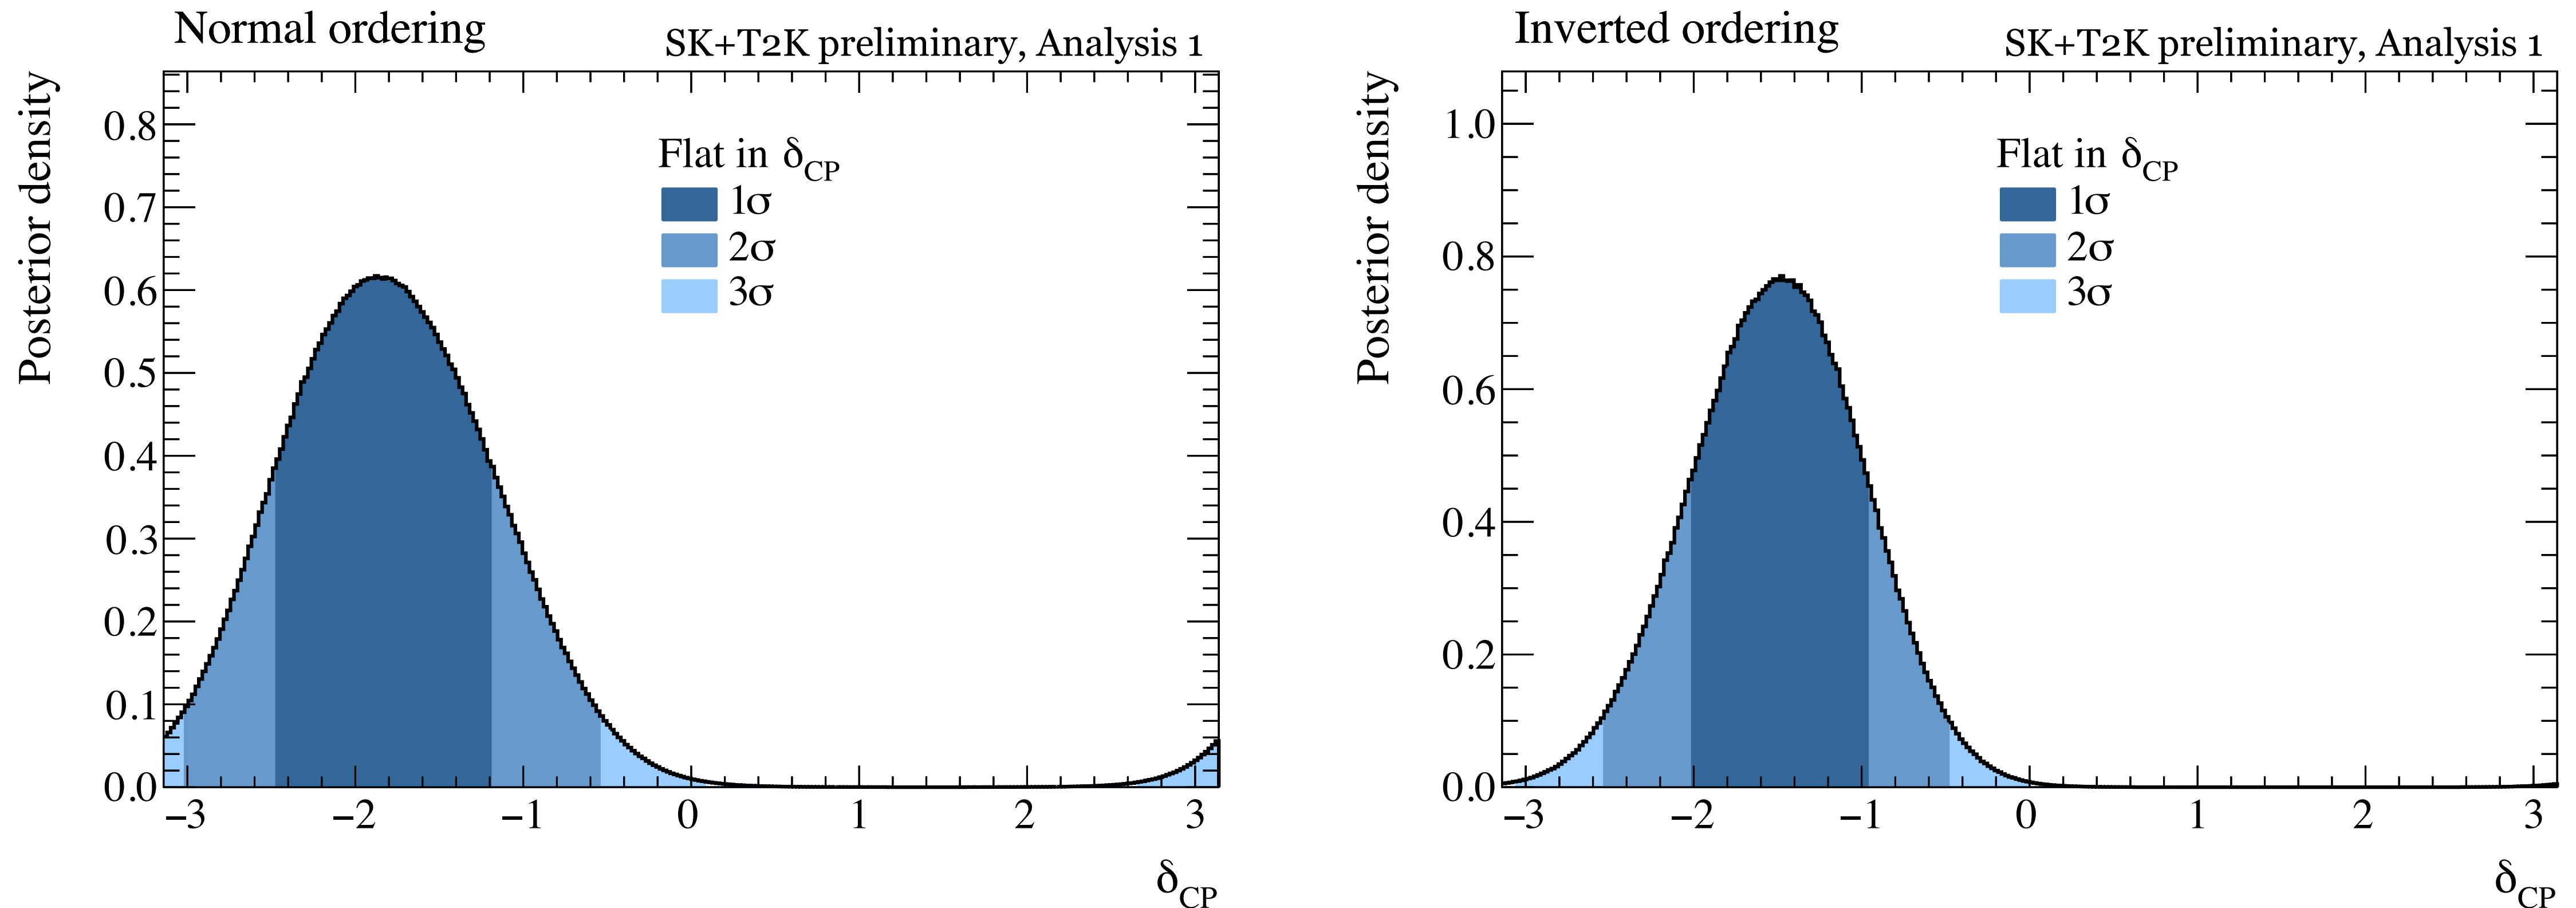 Normal ordering
SK+T2K preliminary, Analysis 1
Posterior density
0.8
0.7
0.6
0.5
0.4
0.3
0.2
0.1
0.0
Flat in δCP
1σ
2σ
3σ
−3 −2 −1 0 1 2 3
δCP
Inverted ordering
SK+T2K preliminary, Analysis 1
Posterior density
1.0
0.8
0.6
0.4
0.2
0.0
Flat in δCP
1σ
2σ
3σ
−3 −2 −1 0 1 2 3
δCP